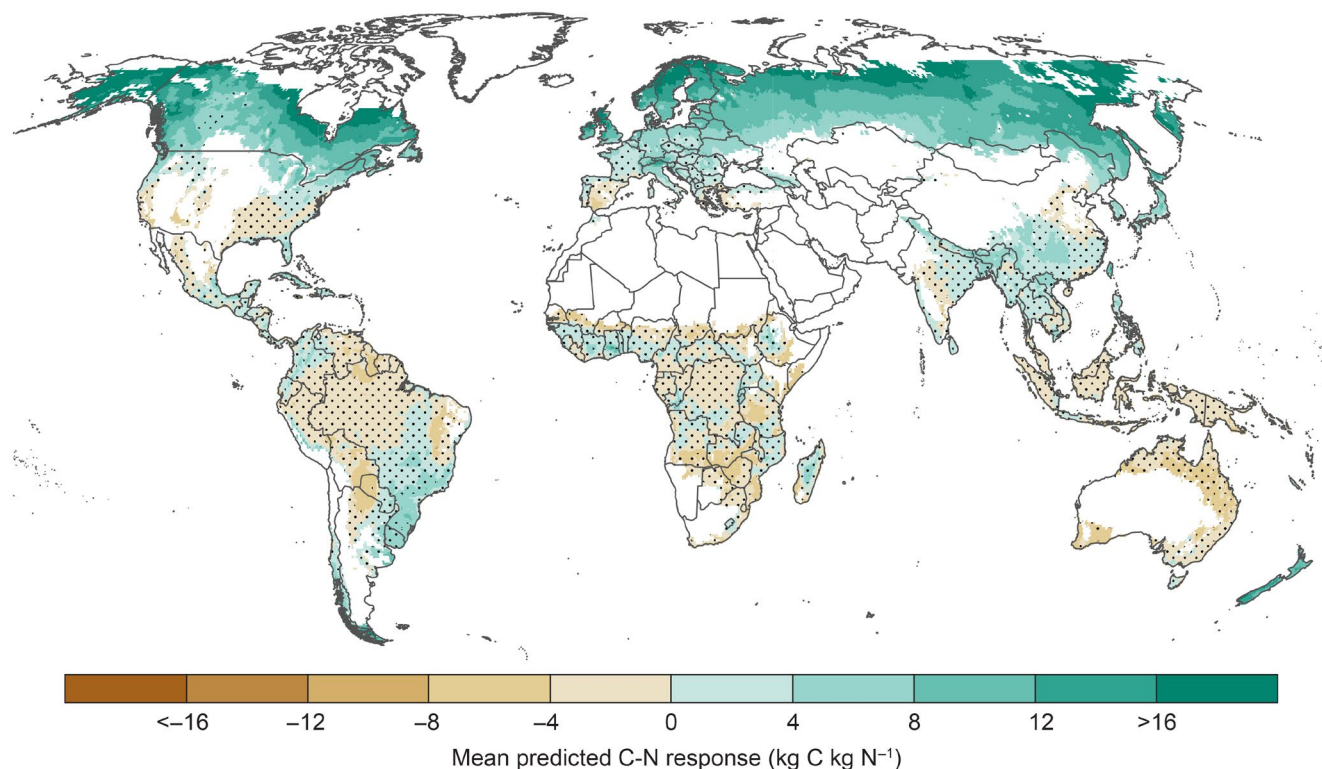 <–16 –12 –8 –4 0 4 8 12 >16
Mean predicted C-N response (kg C kg N⁻¹)